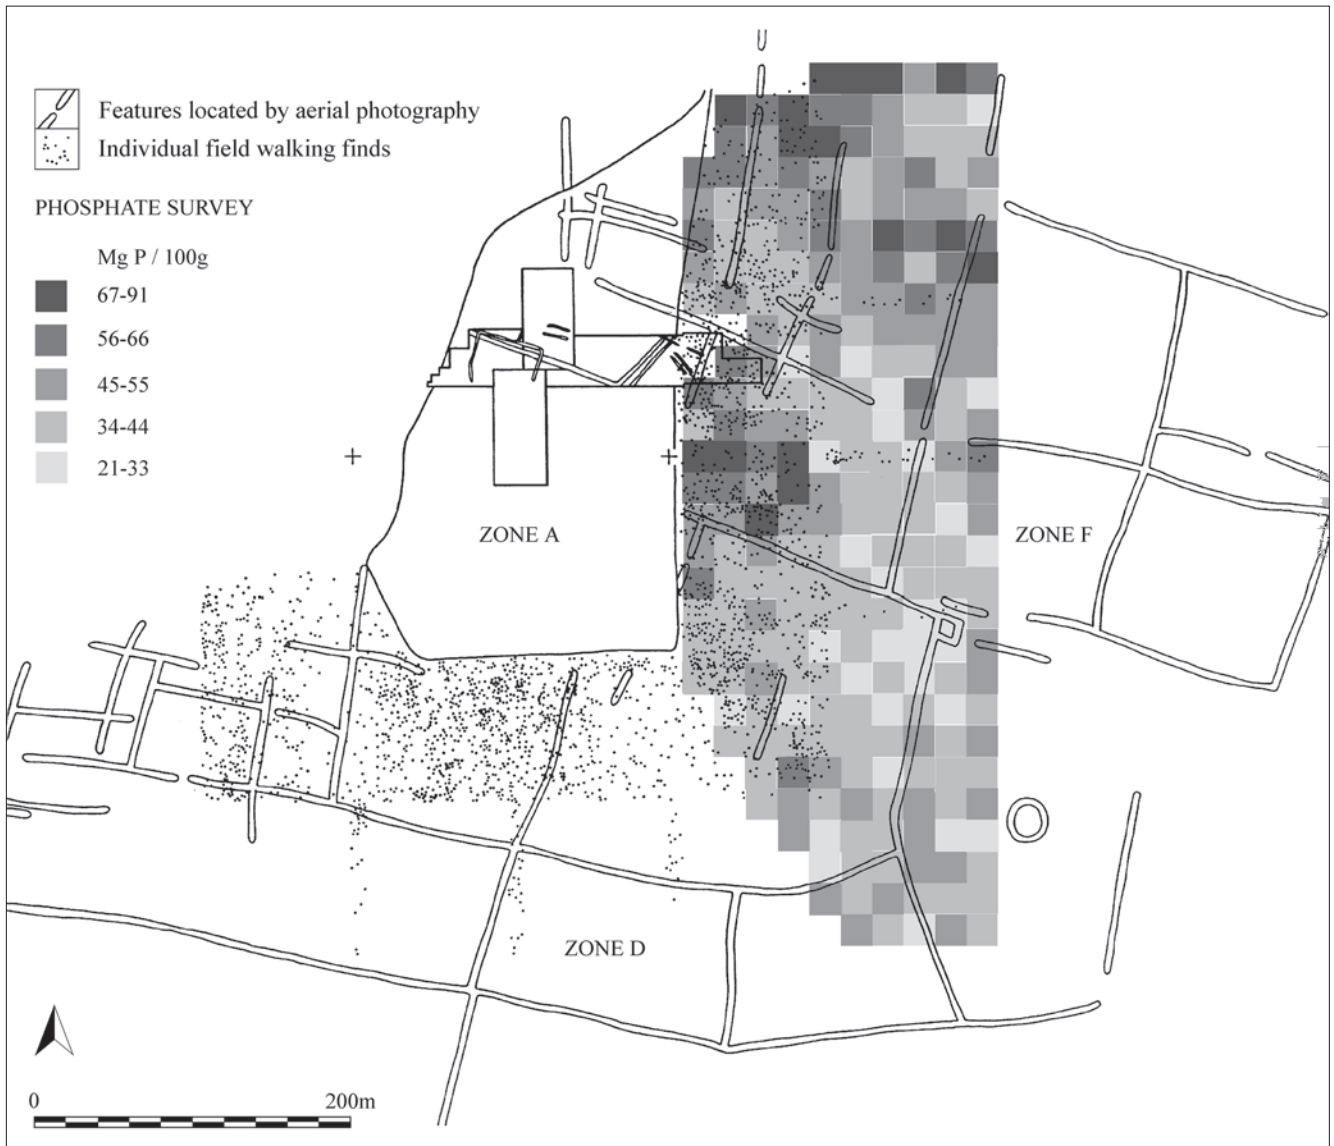 Features located by aerial photography
Individual field walking finds
PHOSPHATE SURVEY
Mg P / 100g
67-91
56-66
45-55
34-44
21-33
ZONE A
ZONE F
ZONE D
0 200m